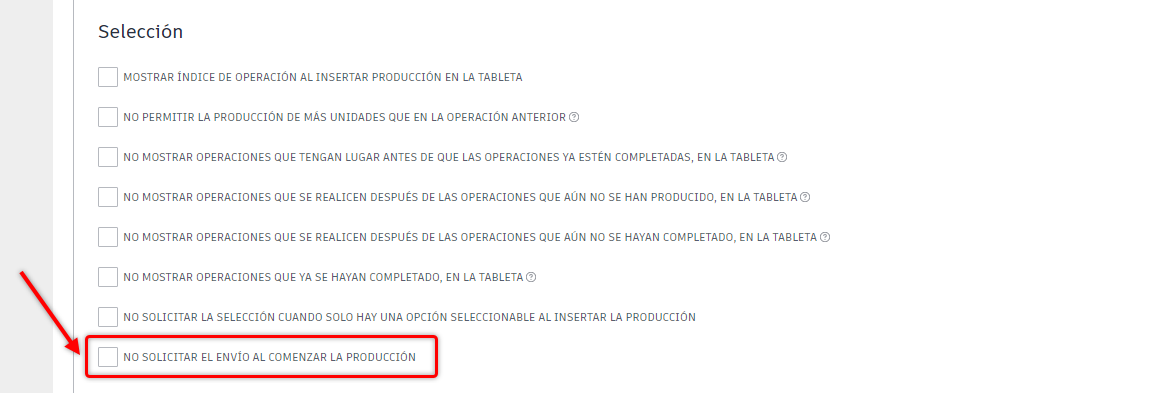 Selección
MOSTRAR ÍNDICE DE OPERACIÓN AL INSERTAR PRODUCCIÓN EN LA TABLETA
NO PERMITIR LA PRODUCCIÓN DE MÁS UNIDADES QUE EN LA OPERACIÓN ANTERIOR ?
NO MOSTRAR OPERACIONES QUE TENGAN LUGAR ANTES DE QUE LAS OPERACIONES YA ESTÉN COMPLETADAS, EN LA TABLETA ?
NO MOSTRAR OPERACIONES QUE SE REALICEN DESPUÉS DE LAS OPERACIONES QUE AÚN NO SE HAN PRODUCIDO, EN LA TABLETA ?
NO MOSTRAR OPERACIONES QUE SE REALICEN DESPUÉS DE LAS OPERACIONES QUE AÚN NO SE HAYAN COMPLETADO, EN LA TABLETA ?
NO MOSTRAR OPERACIONES QUE YA SE HAYAN COMPLETADO, EN LA TABLETA ?
NO SOLICITAR LA SELECCIÓN CUANDO SOLO HAY UNA OPCIÓN SELECCIONABLE AL INSERTAR LA PRODUCCIÓN
NO SOLICITAR EL ENVÍO AL COMENZAR LA PRODUCCIÓN